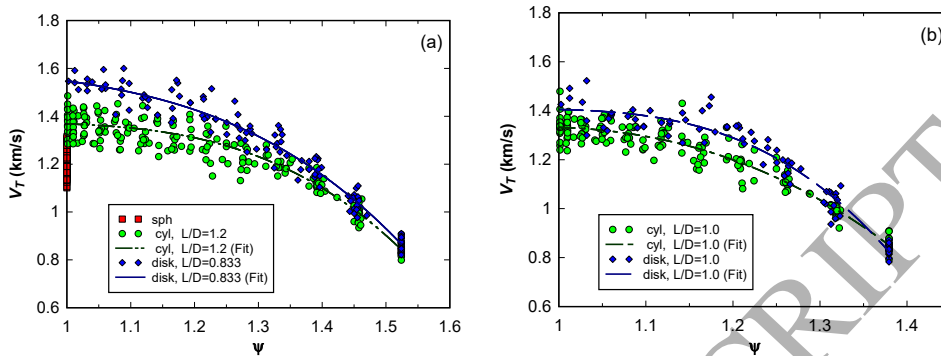 (a)
1.8
1.6
1.4
1.2
1
0.8
0.6
V_T (km/s)
sph
cyl, L/D=1.2
cyl, L/D=1.2 (Fit)
disk, L/D=0.833
disk, L/D=0.833 (Fit)
1 1.1 1.2 1.3 1.4 1.5 1.6
ψ
(b)
1.8
1.6
1.4
1.2
1
0.8
0.6
V_T (km/s)
cyl, L/D=1.0
cyl, L/D=1.0 (Fit)
disk, L/D=1.0
disk, L/D=1.0 (Fit)
1 1.1 1.2 1.3 1.4
ψ
CRIPT